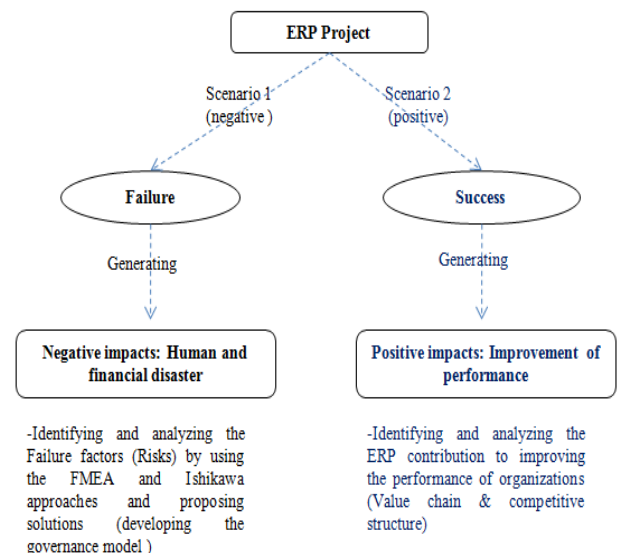 ERP Project
Scenario 1
(negative )
Scenario 2
(positive)
Failure
Success
Generating
Generating
Negative impacts: Human and
financial disaster
Positive impacts: Improvement of
performance
-Identifying and analyzing the
Failure factors (Risks) by using
the FMEA and Ishikawa
approaches and proposing
solutions (developing the
governance model )
-Identifying and analyzing the
ERP contribution to improving
the performance of organizations
(Value chain & competitive
structure)